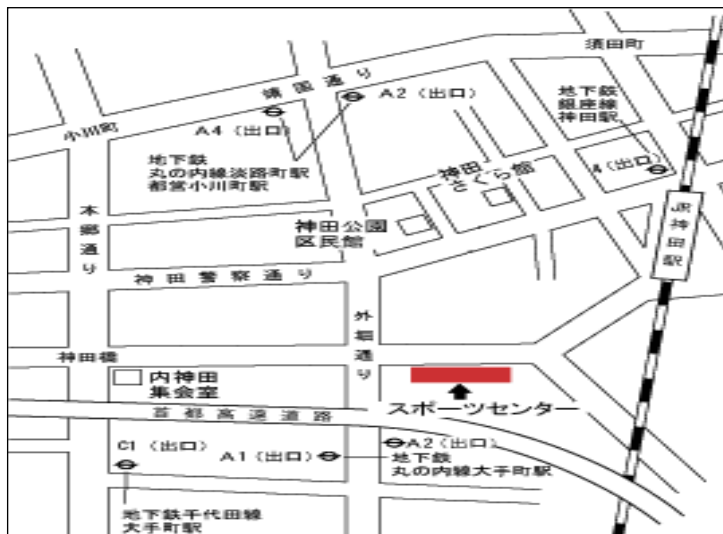 須田町
靖国通り
A2（出口）
地下鉄
銀座線
神田駅
小川町
A4（出口）
地下鉄
丸の内線淡路町駅
都営小川町駅
神田
さくら館
4（出口）
本郷通り
神田公園
区民館
JR神田駅
神田警察通り
外堀通り
神田橋
内神田
集会室
スポーツセンター
首都高速道路
C1（出口）
A1（出口）
A2（出口）
地下鉄
丸の内線大手町駅
地下鉄千代田線
大手町駅